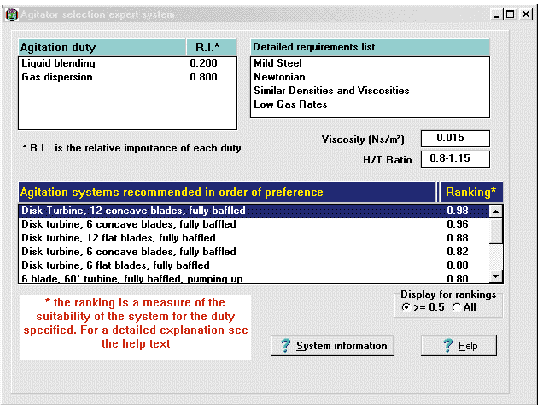 Agitator selection expert system
Agitation duty R.I.*
Liquid blending 0.200
Gas dispersion 0.800
Detailed requirements list
Mild Steel
Newtonian
Similar Densities and Viscosities
Low Gas Rates
* R.I. is the relative importance of each duty
Viscosity (Ns/m²) 0.015
H/T Ratio 0.8-1.15
Agitation systems recommended in order of preference Ranking*
Disk Turbine, 12 concave blades, fully baffled 0.98
Disk turbine, 6 concave blades, fully baffled 0.96
Disk turbine, 12 flat blades, fully baffled 0.88
Disk turbine, 6 concave blades, fully baffled 0.82
Disk turbine, 6 flat blades, fully baffled 0.80
6 blade, 60° turbine, fully baffled, pumping up 0.80
* the ranking is a measure of the
suitability of the system for the duty
specified. For a detailed explanation see
the help text
Display for rankings
>= 0.5 All
? System information
? Help